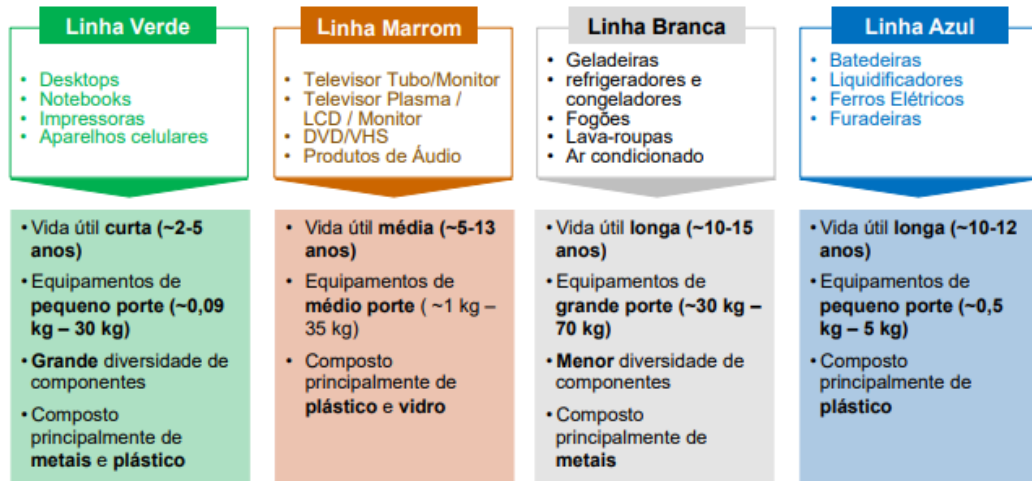 Linha Verde
• Desktops
• Notebooks
• Impressoras
• Aparelhos celulares
• Vida útil curta (~2-5
anos)
• Equipamentos de
pequeno porte (~0,09
kg – 30 kg)
• Grande diversidade de
componentes
• Composto
principalmente de
metais e plástico
Linha Marrom
• Televisor Tubo/Monitor
• Televisor Plasma /
LCD / Monitor
• DVD/VHS
• Produtos de Áudio
• Vida útil média (~5-13
anos)
• Equipamentos de
médio porte ( ~1 kg –
35 kg)
• Composto
principalmente de
plástico e vidro
Linha Branca
• Geladeiras
• refrigeradores e
congeladores
• Fogões
• Lava-roupas
• Ar condicionado
• Vida útil longa (~10-15
anos)
• Equipamentos de
grande porte (~30 kg –
70 kg)
• Menor diversidade de
componentes
• Composto
principalmente de
metais
Linha Azul
• Batedeiras
• Liquidificadores
• Ferros Elétricos
• Furadeiras
• Vida útil longa (~10-12
anos)
• Equipamentos de
pequeno porte (~0,5
kg – 5 kg)
• Composto
principalmente de
plástico